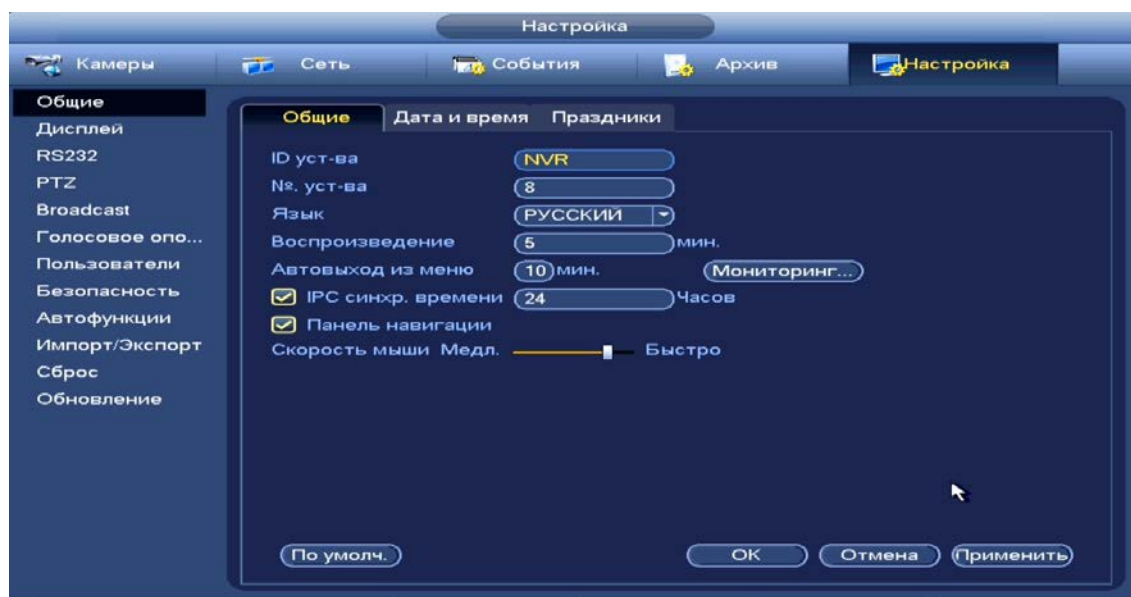 Настройка
Камеры Сеть События Архив Настройка
Общие
Дисплей
RS232
PTZ
Broadcast
Голосовое опо...
Пользователи
Безопасность
Автофункции
Импорт/Экспорт
Сброс
Обновление
Общие Дата и время Праздники
ID уст-ва NVR
№. уст-ва 8
Язык РУССКИЙ
Воспроизведение 5 мин.
Автовыход из меню 10 мин. Мониторинг...
IPC синхр. времени 24 Часов
Панель навигации
Скорость мыши Медл. Быстро
По умолч. OK Отмена Применить